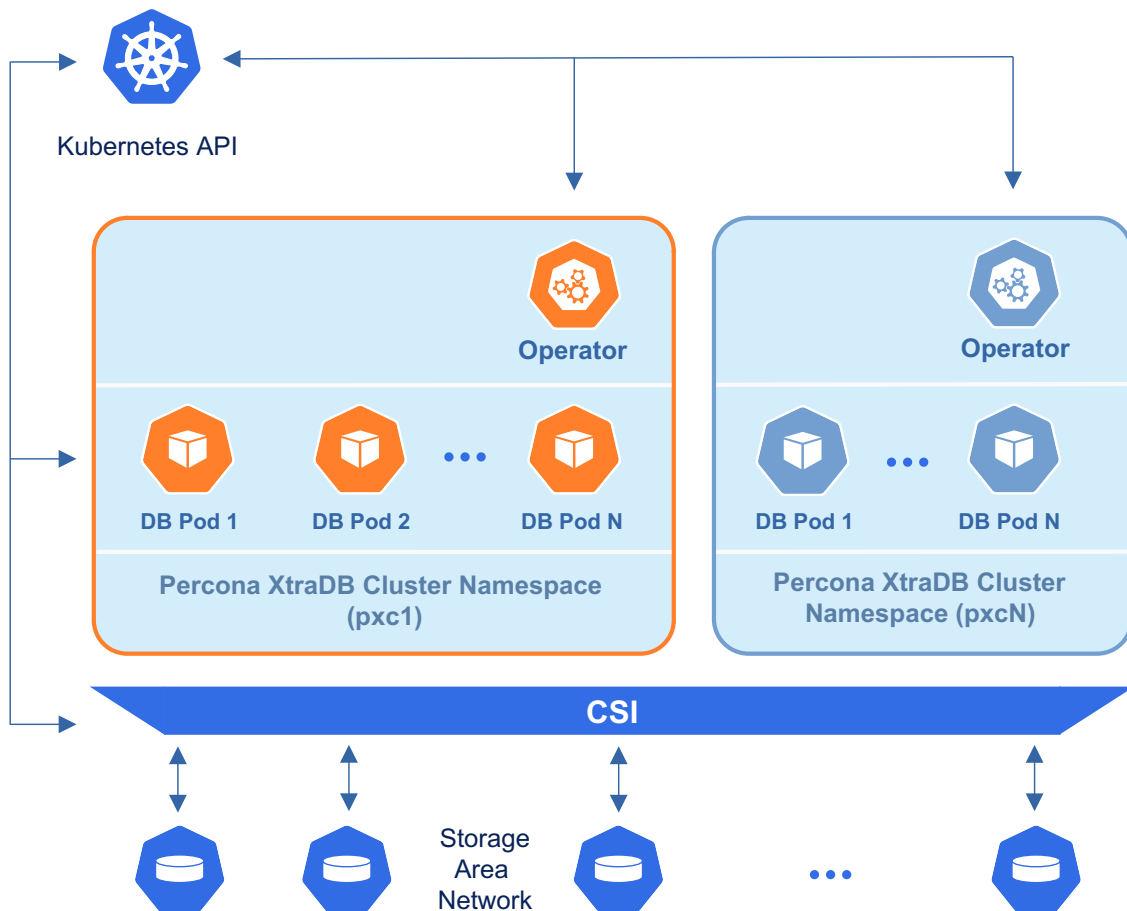 Kubernetes API
Operator
Operator
DB Pod 1
DB Pod 2
DB Pod N
DB Pod 1
DB Pod N
Percona XtraDB Cluster Namespace
(pxc1)
Percona XtraDB Cluster
Namespace (pxcN)
CSI
Storage
Area
Network